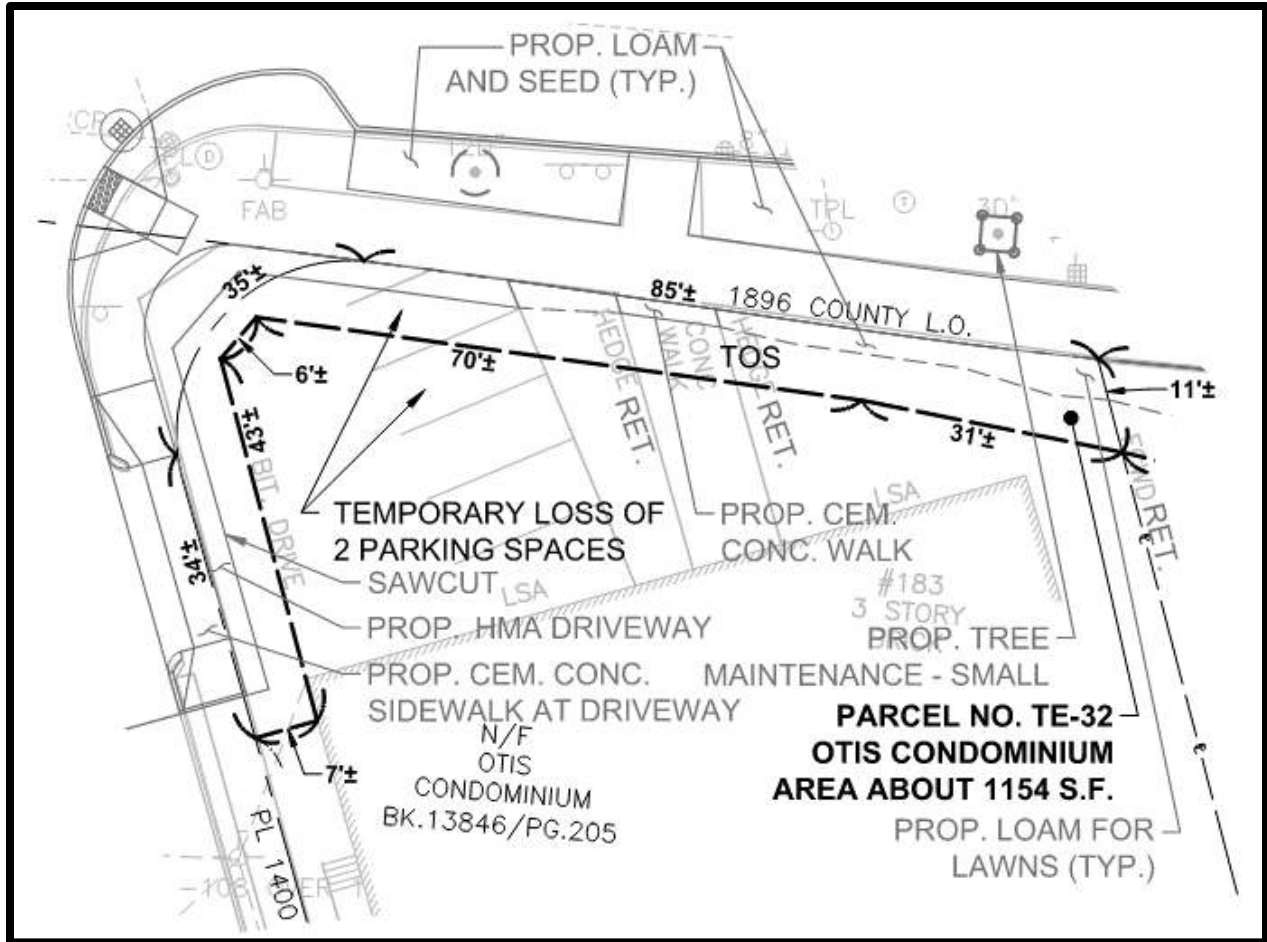 PROP. LOAM
AND SEED (TYP.)
FAB
TPL
3D"
35'±
85'±
1896 COUNTY L.O.
TOS
11'±
6'±
70'±
31'±
43'±
34'±
7'±
HEDGE RET.
CONC
WALK
HEDGE RET.
BIT DRIVE
TEMPORARY LOSS OF
2 PARKING SPACES
SAWCUT
LSA
PROP. HMA DRIVEWAY
PROP. CEM. CONC.
SIDEWALK AT DRIVEWAY
N/F
OTIS
CONDOMINIUM
BK.13846/PG.205
PROP. CEM.
CONC. WALK
LSA
#183
3 STORY
PROP. TREE
MAINTENANCE - SMALL
PARCEL NO. TE-32
OTIS CONDOMINIUM
AREA ABOUT 1154 S.F.
PROP. LOAM FOR
LAWNS (TYP.)
RET.
PL 1400